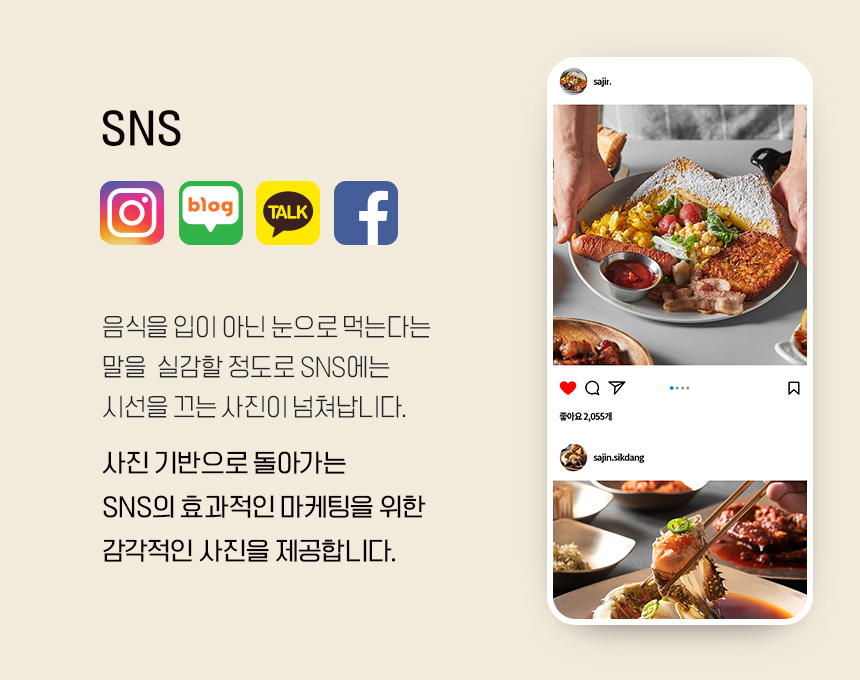 SNS
blog
TALK
음식을 입이 아닌 눈으로 먹는다는
말을 실감할 정도로 SNS에는
시선을 끄는 사진이 넘쳐납니다.
사진 기반으로 돌아가는
SNS의 효과적인 마케팅을 위한
감각적인 사진을 제공합니다.
sajin.
좋아요 2,055개
sajin.sikdang